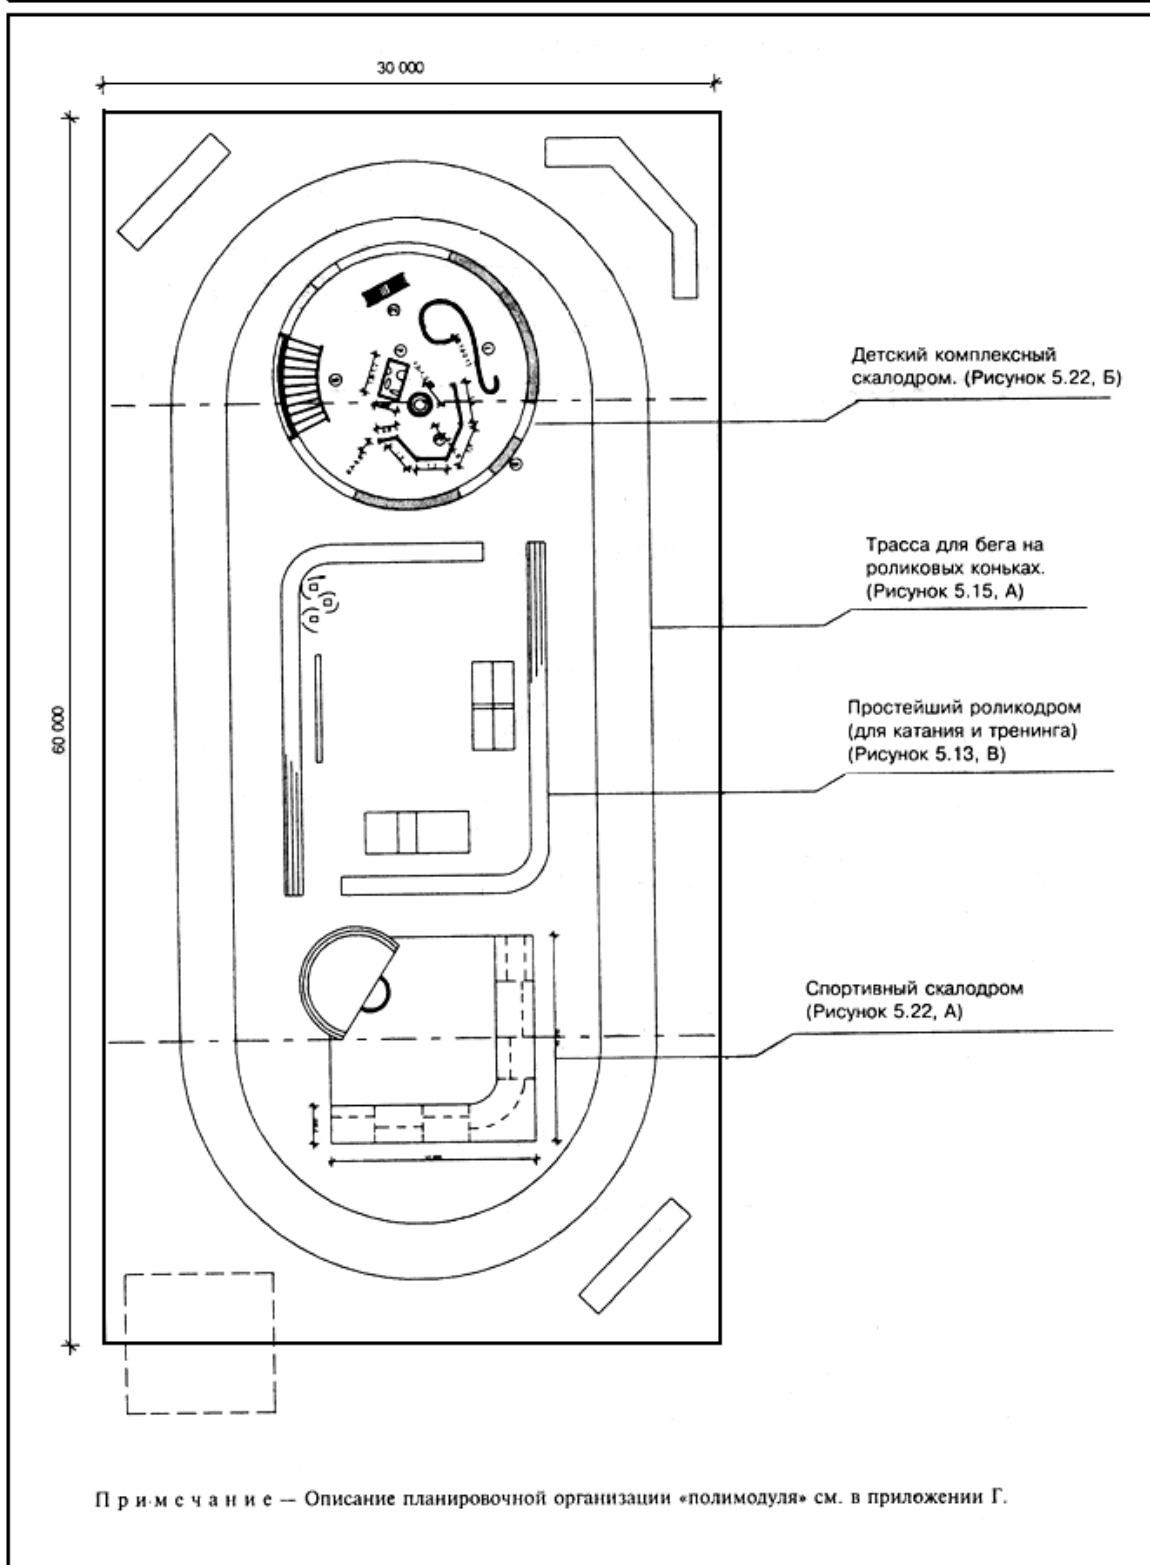 30 000
60 000
Детский комплексный
скалодром. (Рисунок 5.22, Б)
Трасса для бега на
роликовых коньках.
(Рисунок 5.15, А)
Простейший роликодром
(для катания и тренинга)
(Рисунок 5.13, В)
Спортивный скалодром
(Рисунок 5.22, А)
Примечание — Описание планировочной организации «полимодуля» см. в приложении Г.